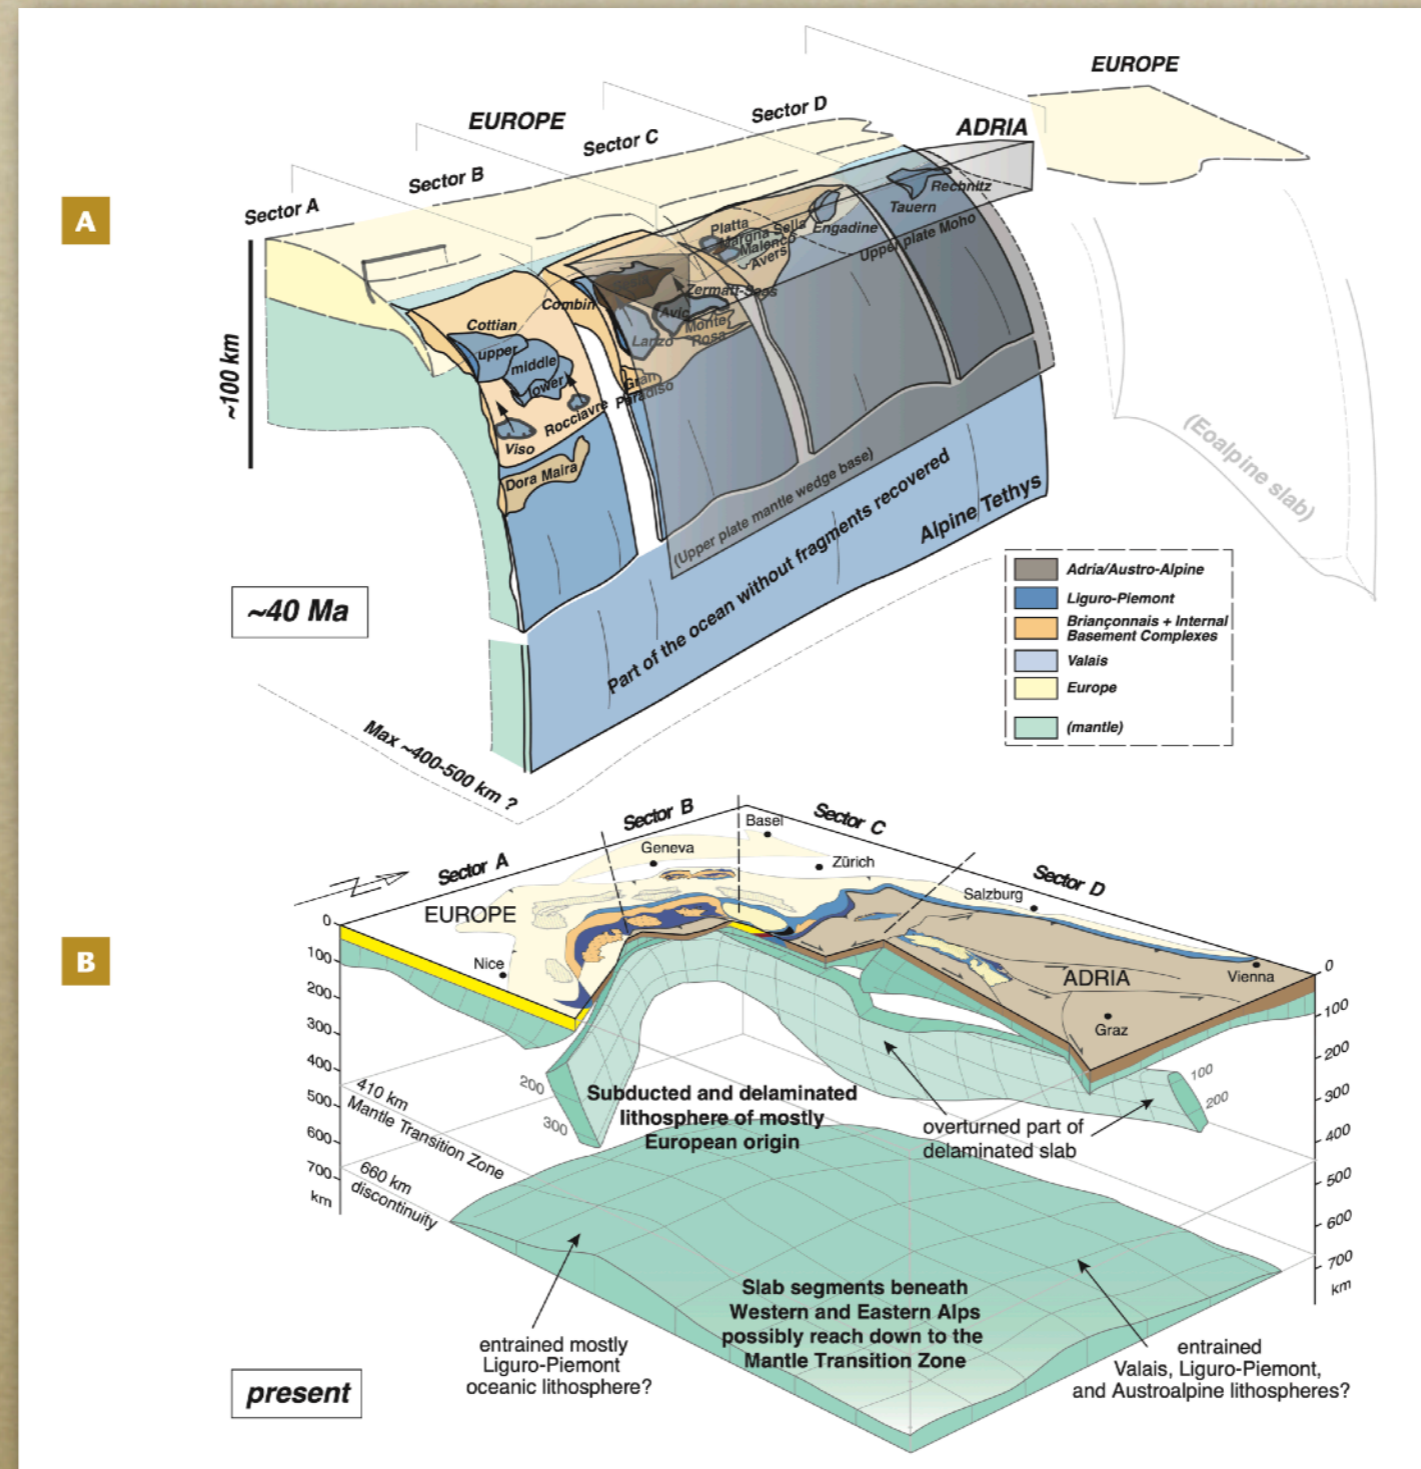 A
EUROPE
EUROPE
ADRIA
Sector A
Sector B
Sector C
Sector D
~100 km
Rechnitz
Tauern
Engadine
Upper plate Moho
Platta
Margna Sella
Malenco
Avers
Zermatt-Saas
Combin
Avic
Monte
Rosa
Lanzo
Gran
Paradiso
Cottian
upper
middle
lower
Rocciavre
Viso
Dora Maira
(Upper plate mantle wedge base)
Part of the ocean without fragments recovered
Alpine Tethys
(Eoalpine slab)
~40 Ma
Max ~400-500 km ?
Adria/Austro-Alpine
Liguro-Piemont
Briançonnais + Internal
Basement Complexes
Valais
Europe
(mantle)
B
Sector A
Sector B
Sector C
Sector D
Basel
Geneva
Zürich
Salzburg
Vienna
Graz
Nice
EUROPE
ADRIA
0
100
200
300
400
500
600
700
km
410 km
Mantle Transition Zone
660 km
discontinuity
200
300
Subducted and delaminated
lithosphere of mostly
European origin
overturned part of
delaminated slab
100
200
0
100
200
300
400
500
600
700
km
Slab segments beneath
Western and Eastern Alps
possibly reach down to the
Mantle Transition Zone
entrained mostly
Liguro-Piemont
oceanic lithosphere?
entrained
Valais, Liguro-Piemont,
and Austroalpine lithospheres?
present